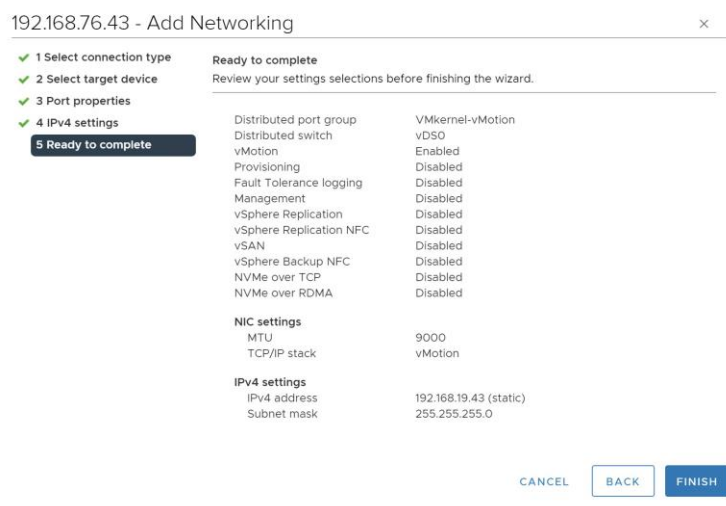 192.168.76.43 - Add Networking ×
1 Select connection type
2 Select target device
3 Port properties
4 IPv4 settings
5 Ready to complete
Ready to complete
Review your settings selections before finishing the wizard.
Distributed port group VMkernel-vMotion
Distributed switch vDS0
vMotion Enabled
Provisioning Disabled
Fault Tolerance logging Disabled
Management Disabled
vSphere Replication Disabled
vSphere Replication NFC Disabled
vSAN Disabled
vSphere Backup NFC Disabled
NVMe over TCP Disabled
NVMe over RDMA Disabled
NIC settings
MTU 9000
TCP/IP stack vMotion
IPv4 settings
IPv4 address 192.168.19.43 (static)
Subnet mask 255.255.255.0
CANCEL BACK FINISH